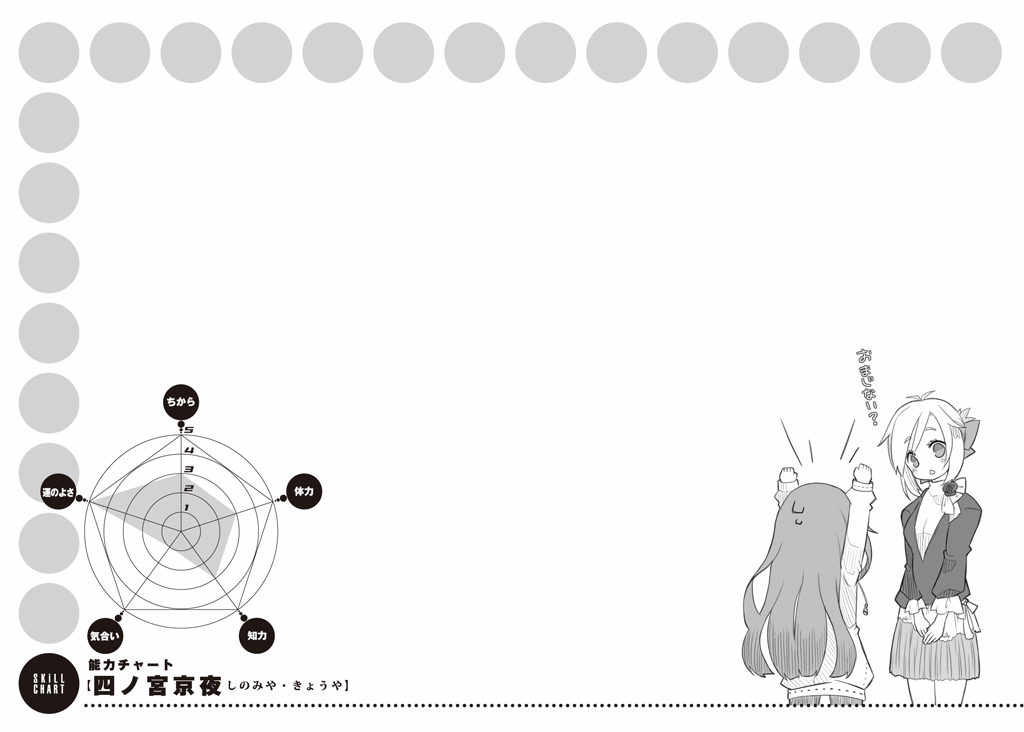 おまじない?
ちから
5
4
3
2
1
運のよさ
体力
気合い
知力
SKiLL
CHART
能力チャート
【四ノ宮京夜 しのみや・きょうや】